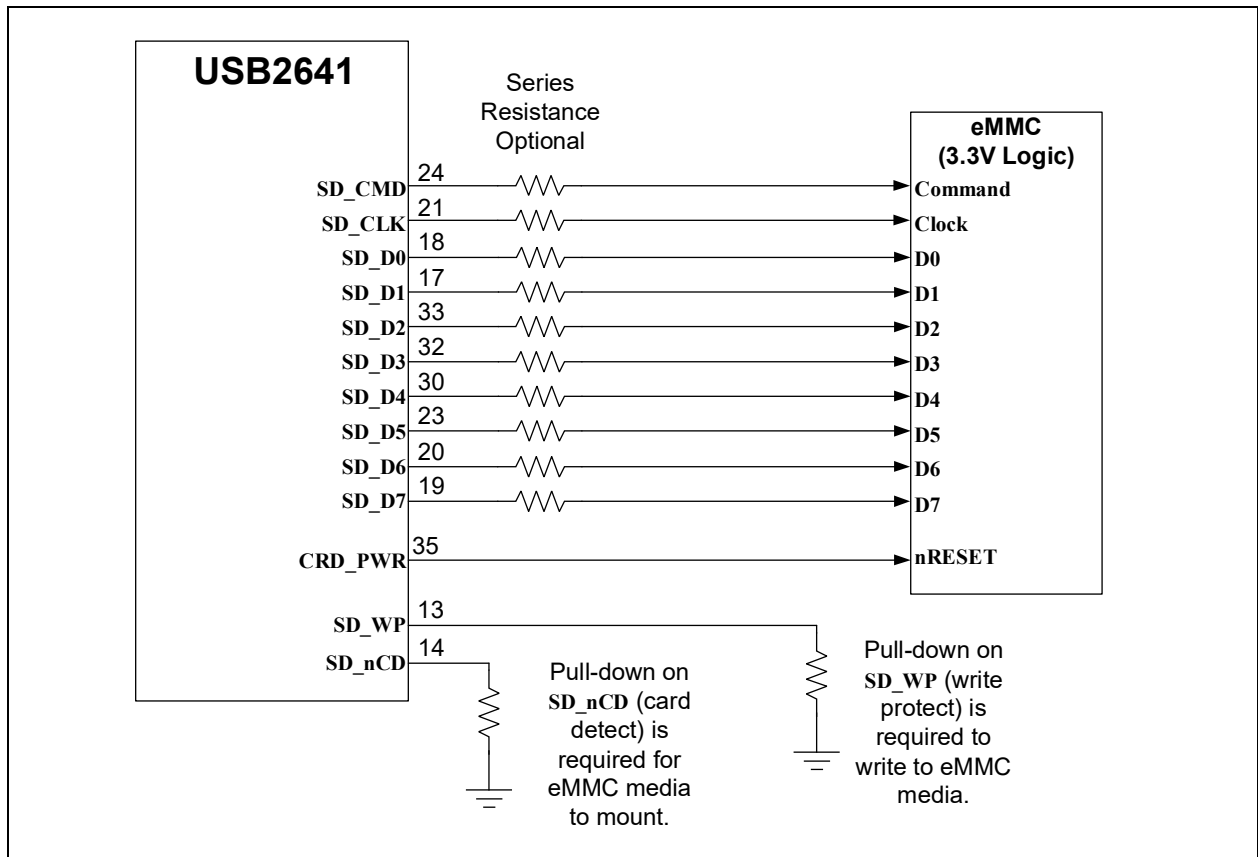 USB2641
Series
Resistance
Optional
eMMC
(3.3V Logic)
SD_CMD 24 Command
SD_CLK 21 Clock
SD_D0 18 D0
SD_D1 17 D1
SD_D2 33 D2
SD_D3 32 D3
SD_D4 30 D4
SD_D5 23 D5
SD_D6 20 D6
SD_D7 19 D7
CRD_PWR 35 nRESET
SD_WP 13
SD_nCD 14
Pull-down on
SD_nCD (card
detect) is
required for
eMMC media
to mount.
Pull-down on
SD_WP (write
protect) is
required to
write to eMMC
media.